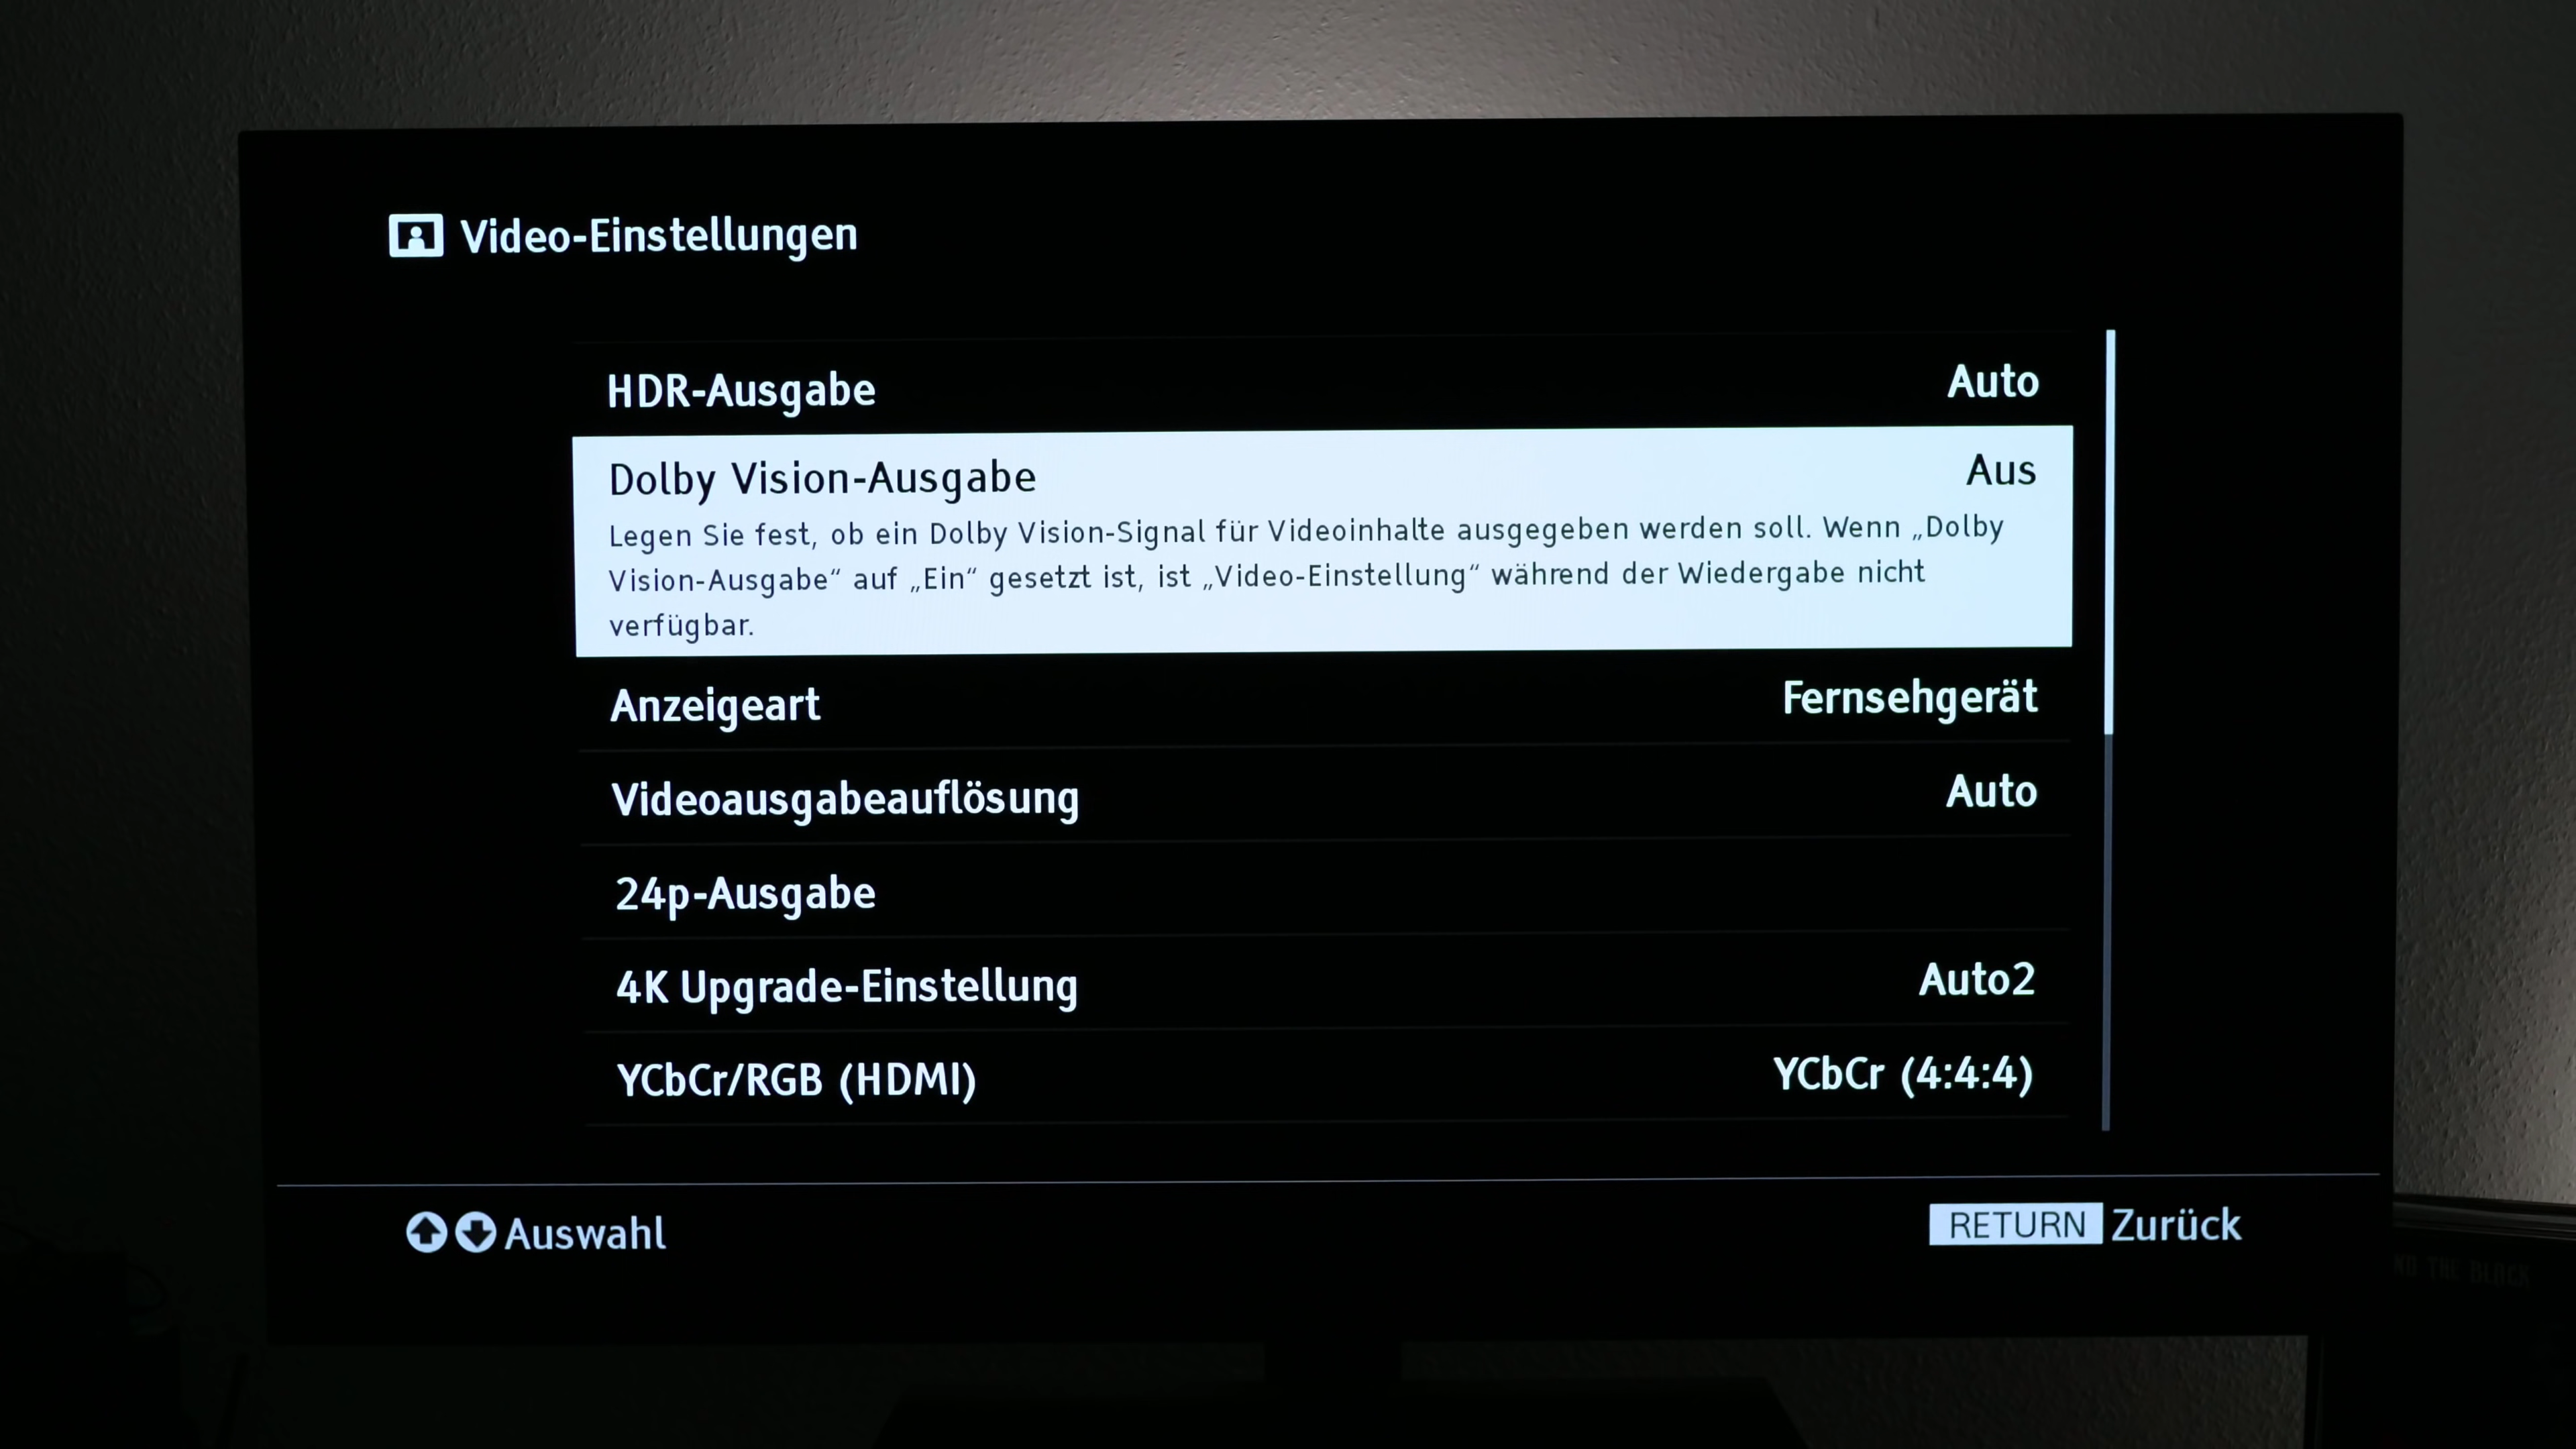 Video-Einstellungen
HDR-Ausgabe Auto
Dolby Vision-Ausgabe Aus
Legen Sie fest, ob ein Dolby Vision-Signal für Videoinhalte ausgegeben werden soll. Wenn „Dolby
Vision-Ausgabe“ auf „Ein“ gesetzt ist, ist „Video-Einstellung“ während der Wiedergabe nicht
verfügbar.
Anzeigeart Fernsehgerät
Videoausgabeauflösung Auto
24p-Ausgabe
4K Upgrade-Einstellung Auto2
YCbCr/RGB (HDMI) YCbCr (4:4:4)
Auswahl RETURN Zurück
THE BLOCK